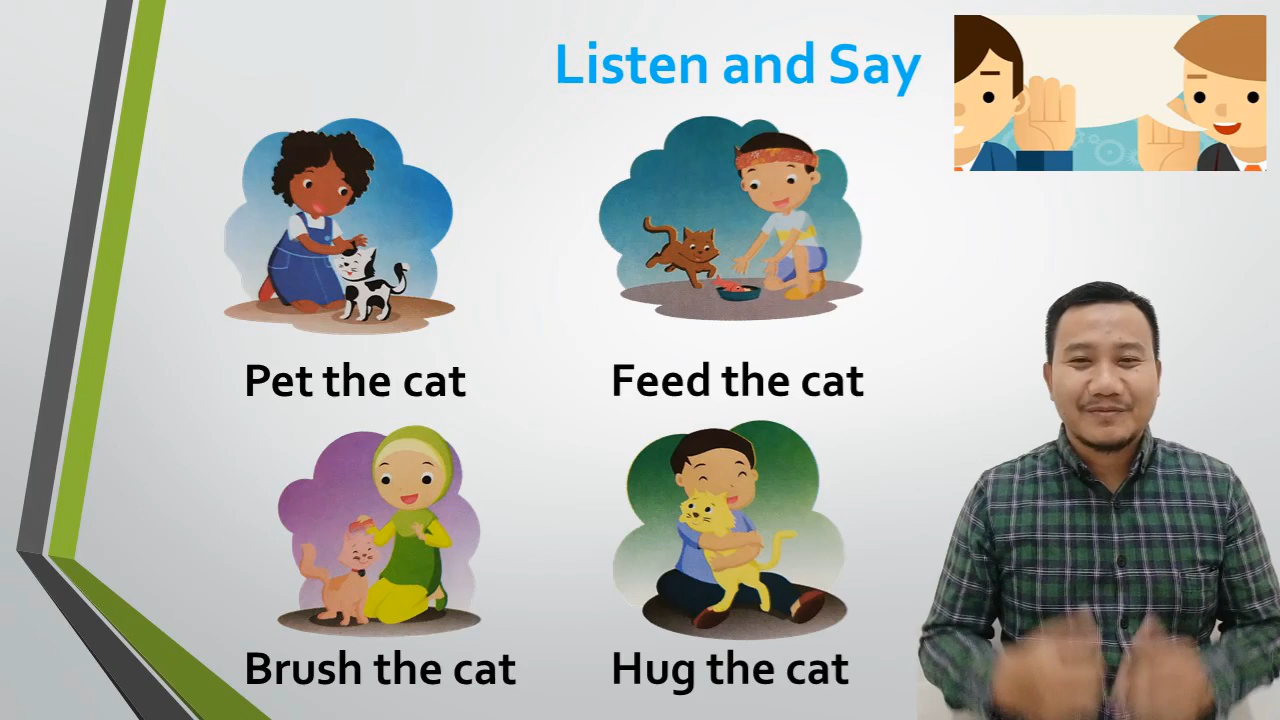 Listen and Say
Pet the cat
Feed the cat
Brush the cat
Hug the cat